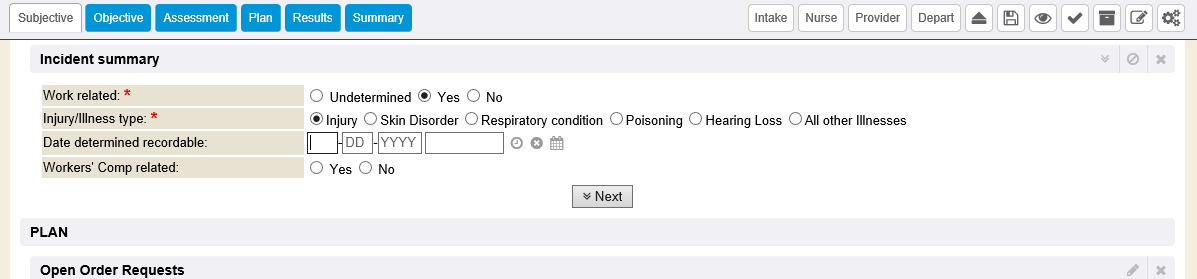 Subjective Objective Assessment Plan Results Summary Intake Nurse Provider Depart
Incident summary
Work related: * Undetermined Yes No
Injury/Illness type: * Injury Skin Disorder Respiratory condition Poisoning Hearing Loss All other Illnesses
Date determined recordable: - DD - YYYY
Workers' Comp related: Yes No
Next
PLAN
Open Order Requests